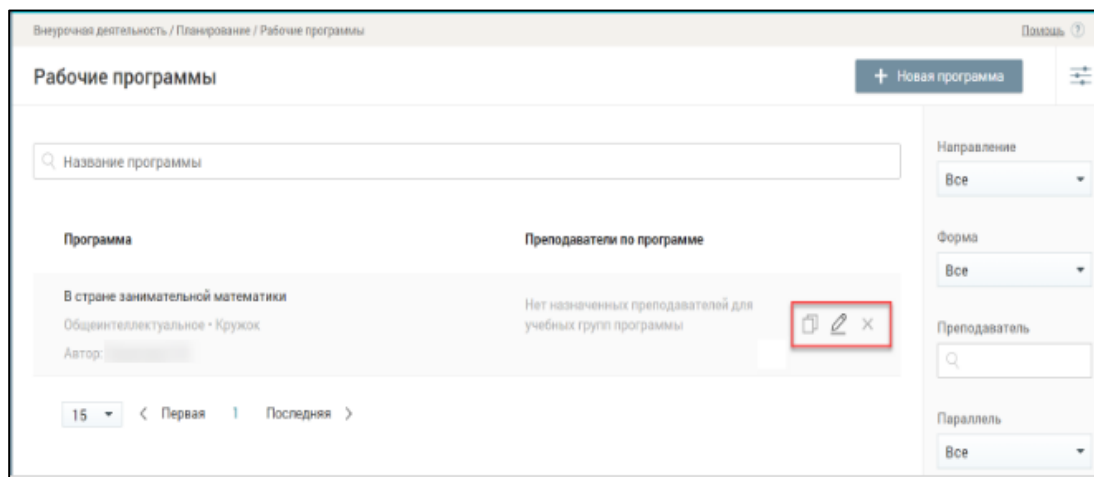 Внеурочная деятельность / Планирование / Рабочие программы
Помощь ?
Рабочие программы
+ Новая программа
Название программы
Программа
Преподаватели по программе
В стране занимательной математики
Общеинтеллектуальное • Кружок
Автор:
Нет назначенных преподавателей для
учебных групп программы
15
Первая 1 Последняя
Направление
Все
Форма
Все
Преподаватель
Параллель
Все